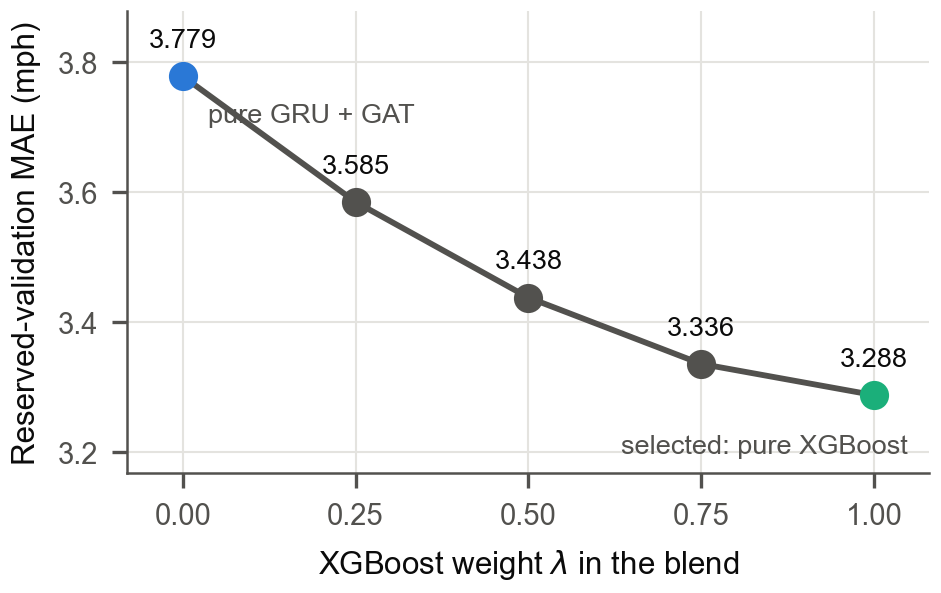 Reserved-validation MAE (mph)
3.8
3.6
3.4
3.2
3.779
pure GRU + GAT
3.585
3.438
3.336
3.288
selected: pure XGBoost
0.00 0.25 0.50 0.75 1.00
XGBoost weight λ in the blend